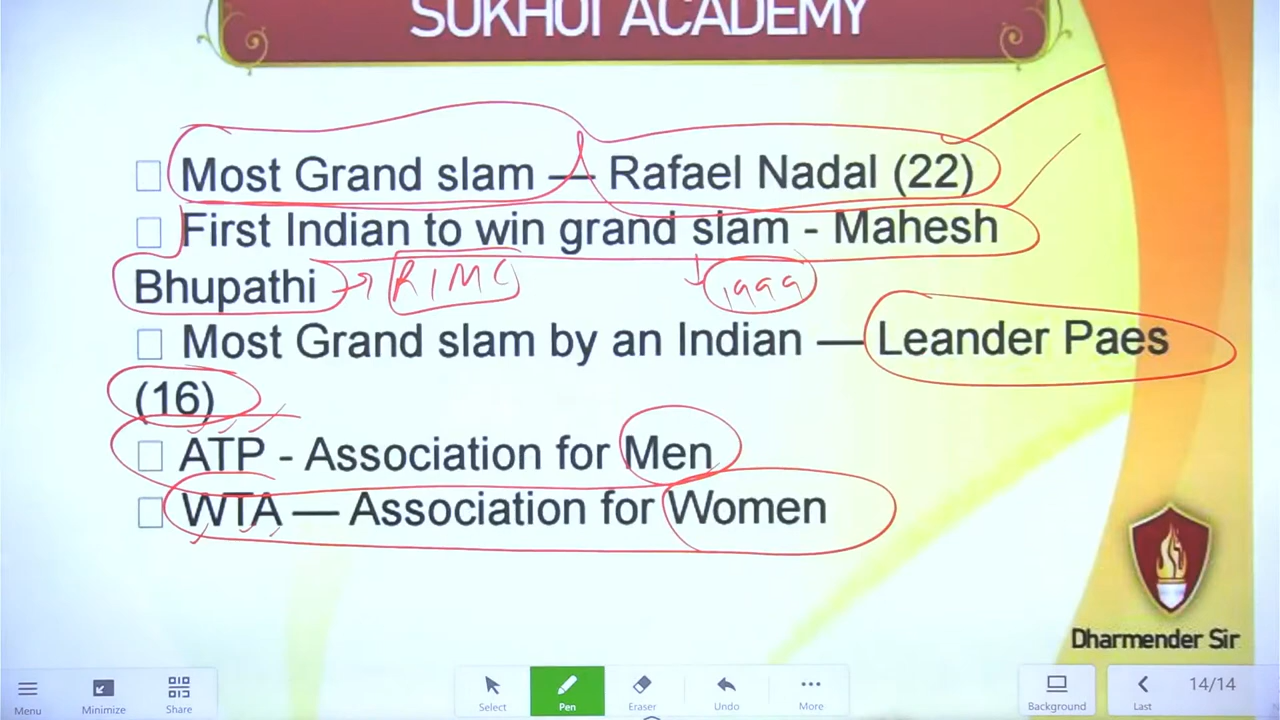 SUKHOI ACADEMY
Most Grand slam — Rafael Nadal (22)
First Indian to win grand slam - Mahesh
Bhupathi → RIMC 1999
Most Grand slam by an Indian — Leander Paes
(16)
ATP - Association for Men
WTA — Association for Women
Dharmender Sir
Menu Minimize Share Select Pen Eraser Undo More Background Last 14/14